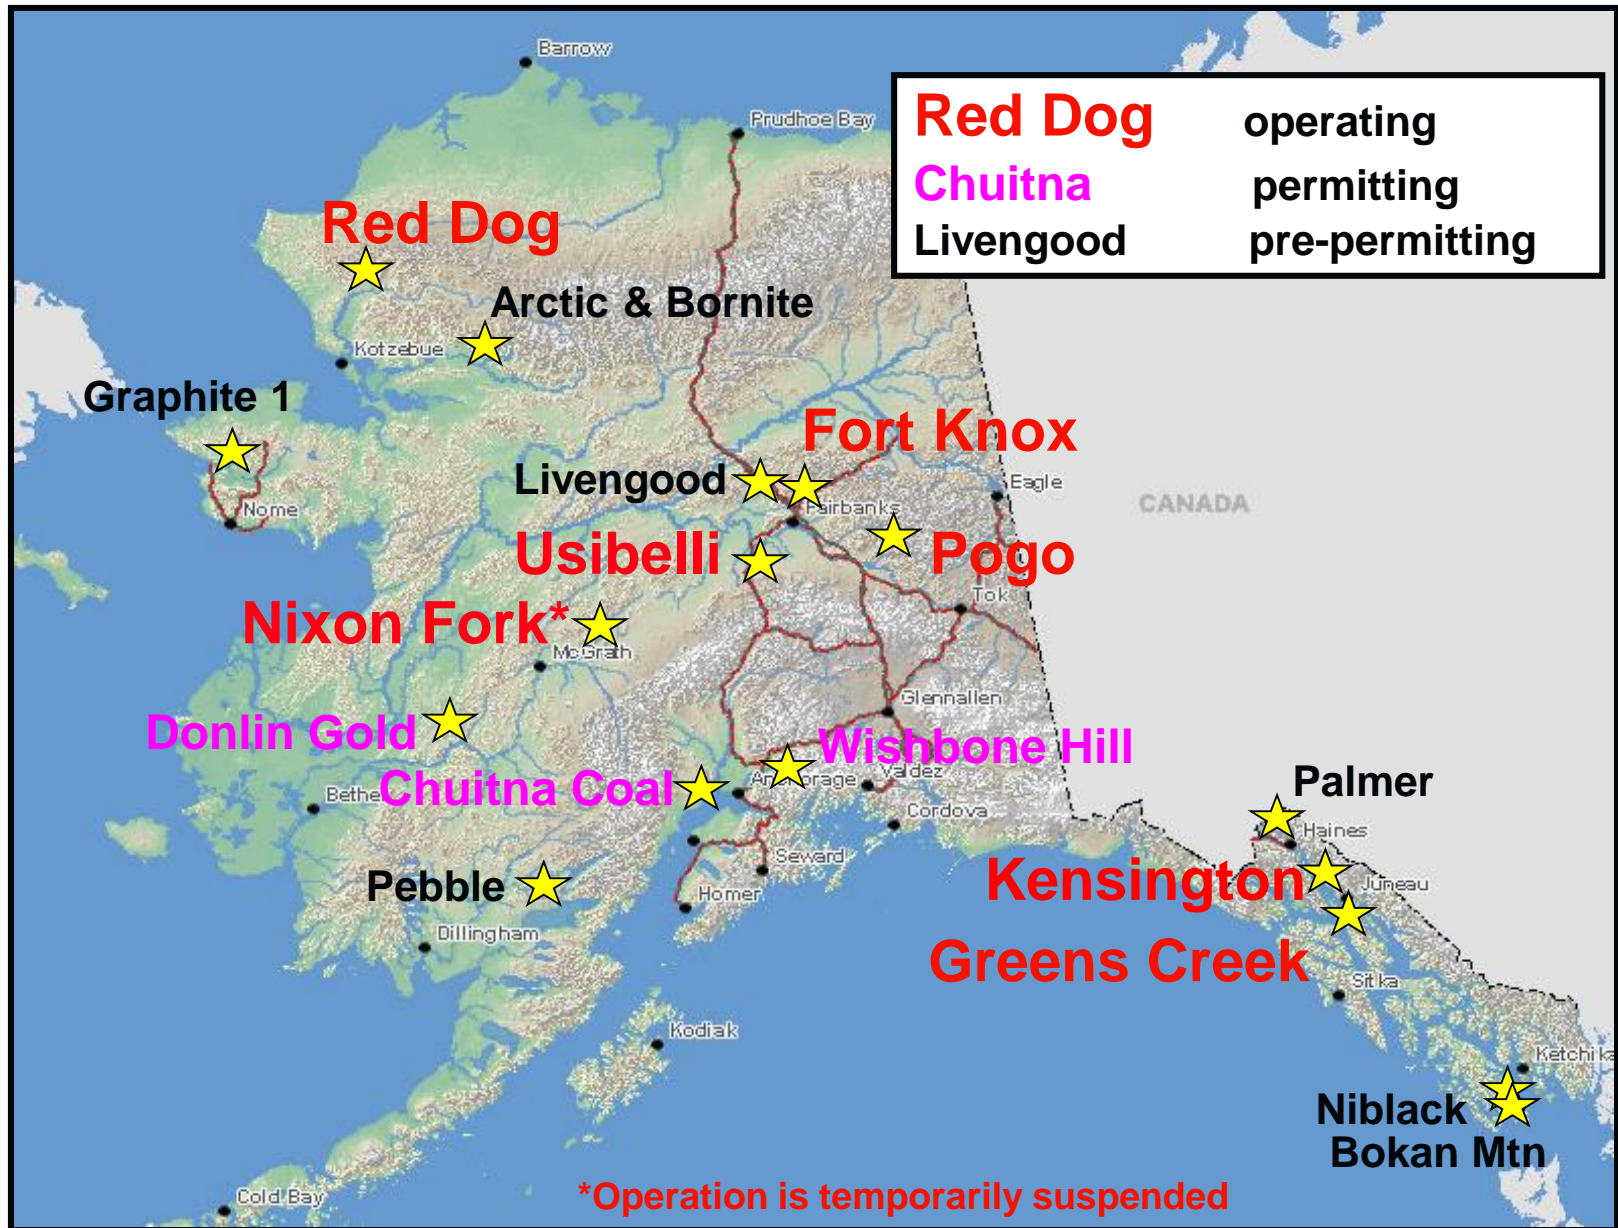 Barrow
Prudhoe Bay
Red Dog operating
Chuitna permitting
Livengood pre-permitting
Red Dog
Arctic & Bornite
Kotzebue
Graphite 1
Fort Knox
Livengood
Eagle
CANADA
Nome
Fairbanks
Usibelli
Pogo
Tok
Nixon Fork*
McGrath
Glennallen
Donlin Gold
Wishbone Hill
Chuitna Coal
Anchorage
Valdez
Bethel
Palmer
Cordova
Haines
Seward
Pebble
Kensington
Juneau
Homer
Dillingham
Greens Creek
Sitka
Kodiak
Ketchika
Niblack
Bokan Mtn
Cold Bay
*Operation is temporarily suspended